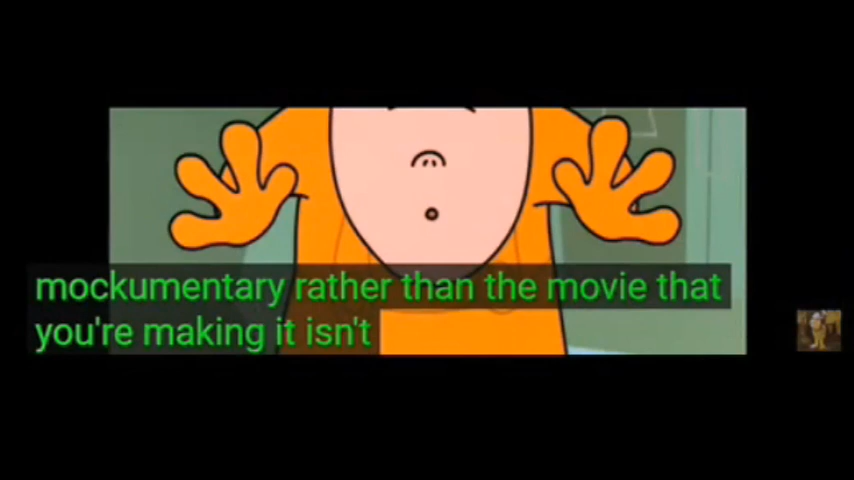 mockumentary rather than the movie that
you're making it isn't